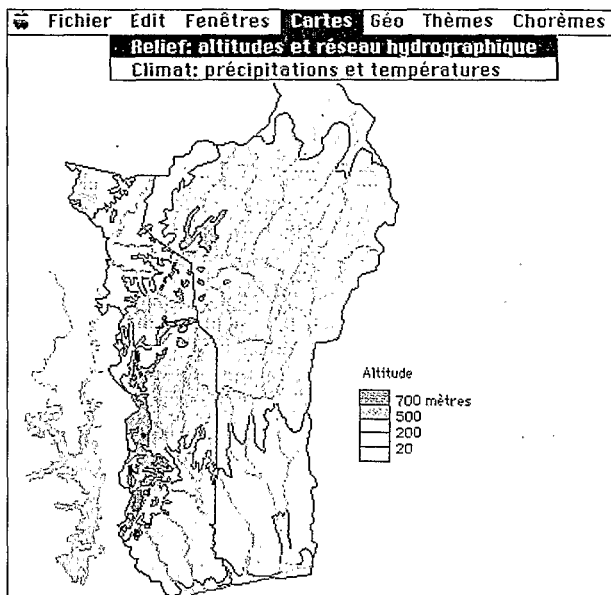 Fichier Edit Fenêtres Cartes Géo Thèmes Chorèmes
Relief: altitudes et réseau hydrographique
Climat: précipitations et températures
Altitude
700 mètres
500
200
20